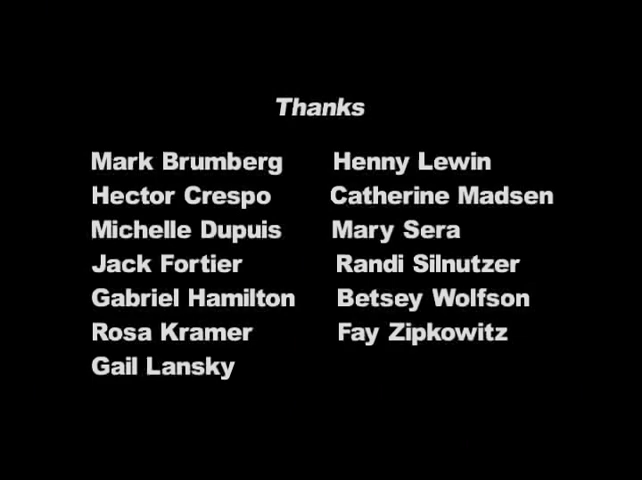 Thanks
Mark Brumberg
Hector Crespo
Michelle Dupuis
Jack Fortier
Gabriel Hamilton
Rosa Kramer
Gail Lansky
Henny Lewin
Catherine Madsen
Mary Sera
Randi Silnutzer
Betsey Wolfson
Fay Zipkowitz